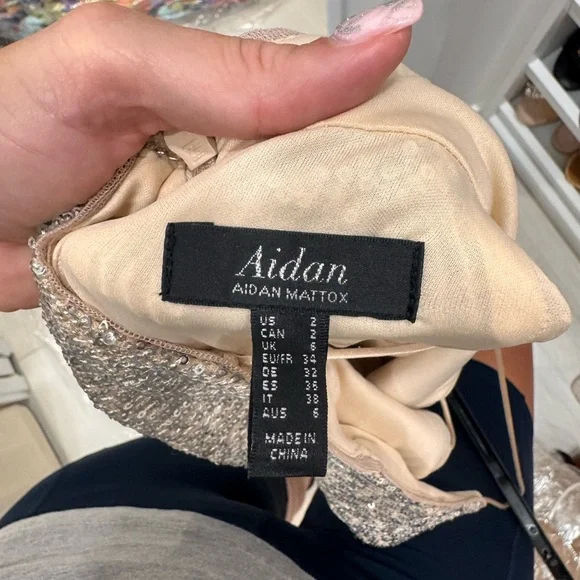 Aidan
AIDAN MATTOX
US 2
CAN 2
UK 6
EU/FR 34
DE 32
ES 36
IT 38
AUS 6
MADE IN
CHINA